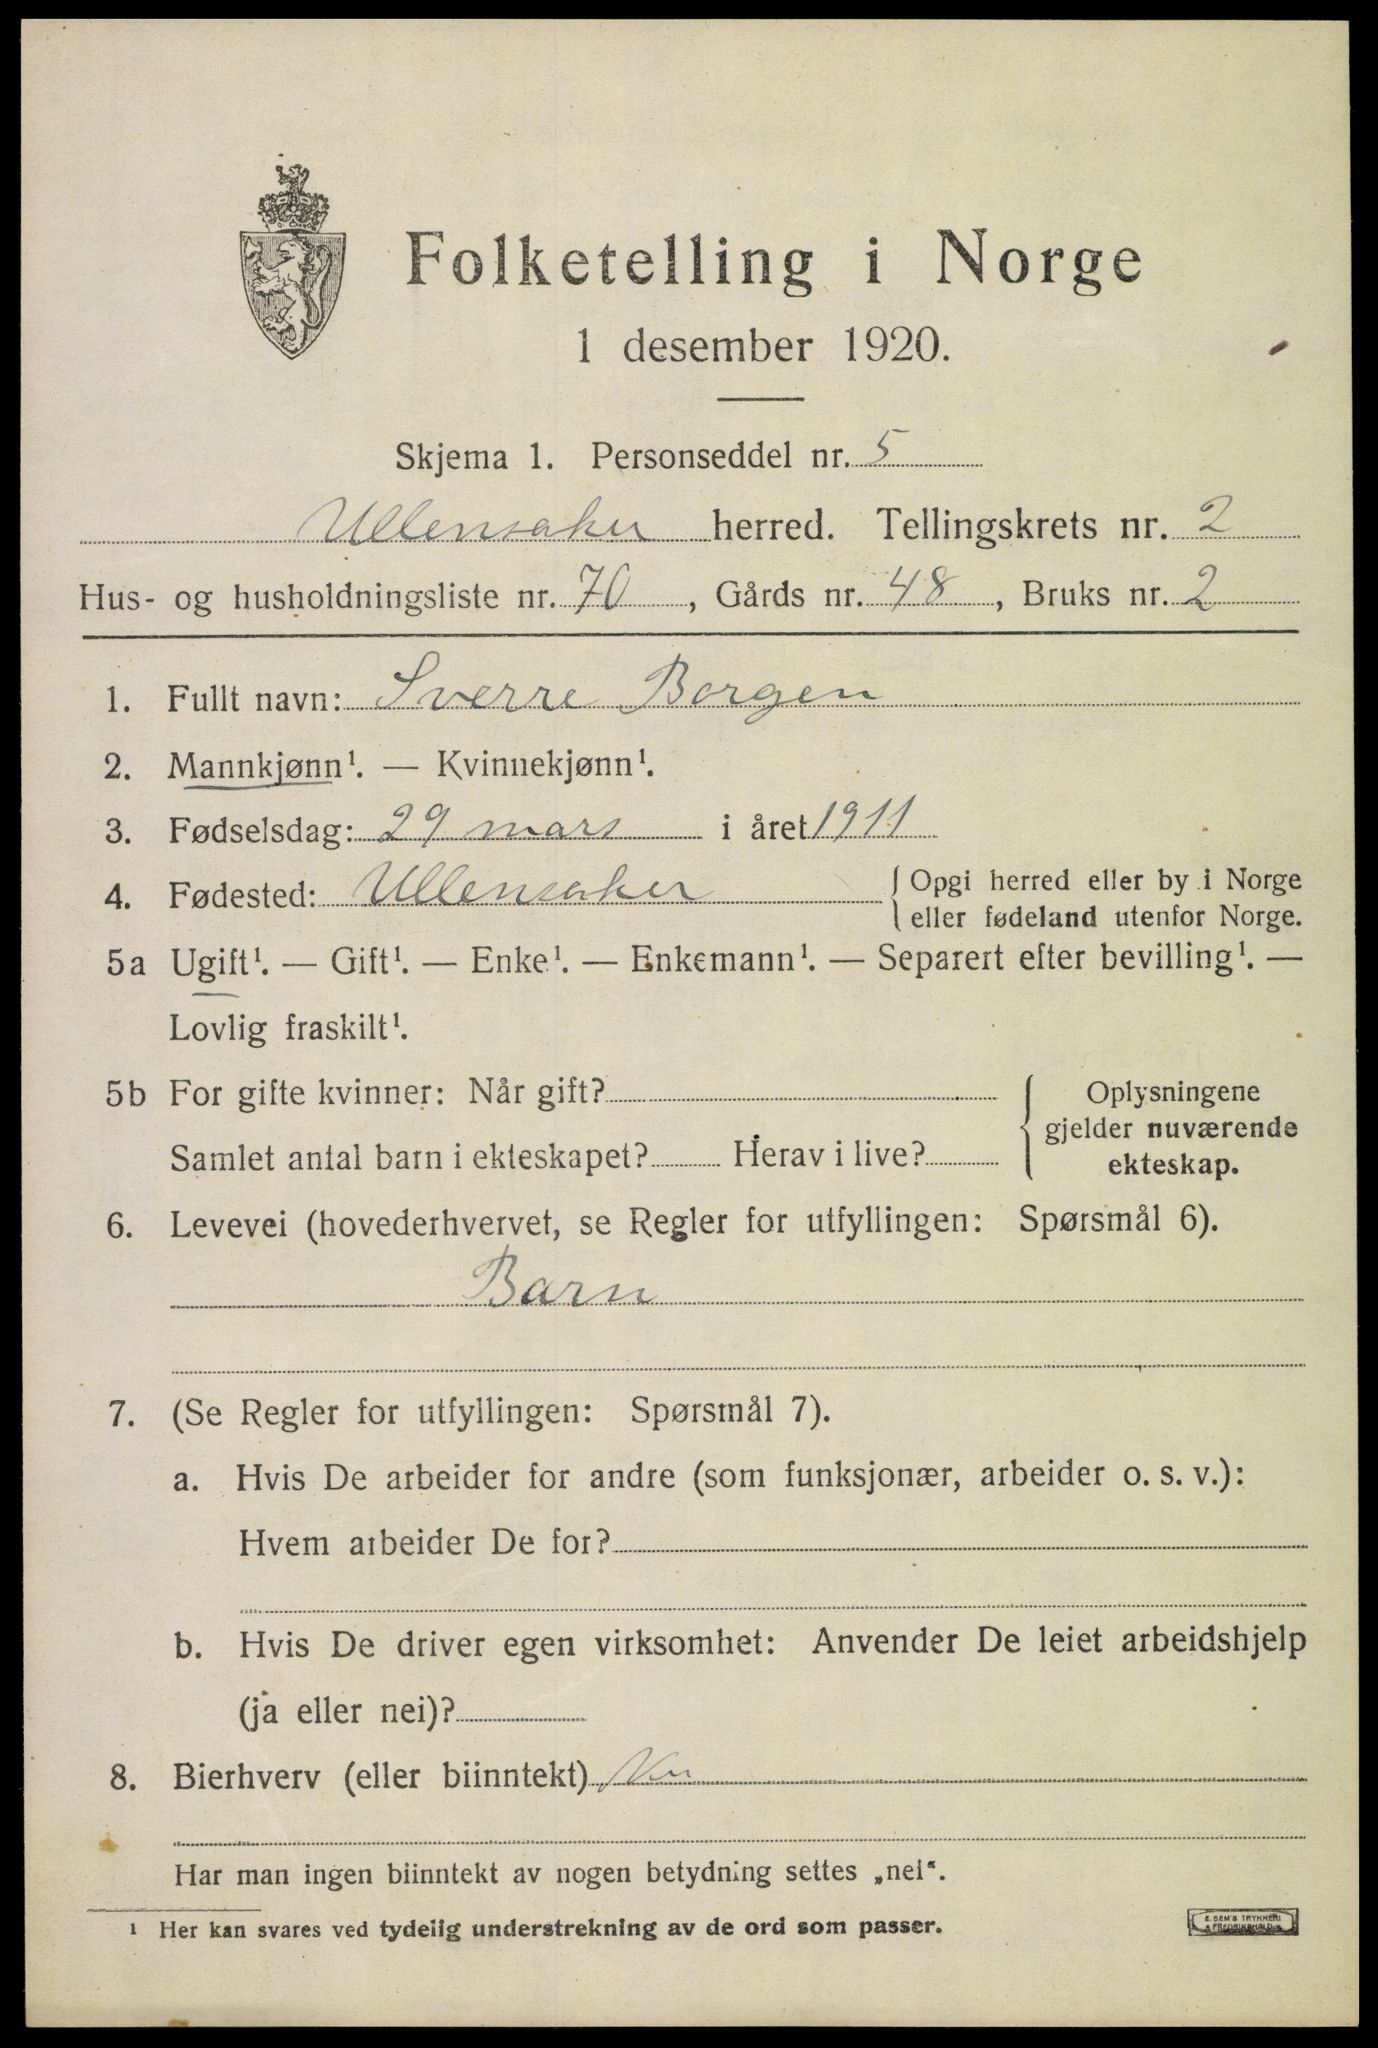 Folketelling i Norge
1 desember 1920.
Skjema 1. Personseddel nr. 5
Ullensaker herred. Tellingskrets nr. 2
Hus- og husholdningsliste nr. 70, Gårds nr. 48, Bruks nr. 2
1. Fullt navn: Sverre Borgen
2. Mannkjønn¹. — Kvinnekjønn¹.
3. Fødselsdag: 29 mars i året 1911
4. Fødested: Ullensaker
Opgi herred eller by i Norge
eller fødeland utenfor Norge.
5a Ugift¹. — Gift¹. — Enke¹. — Enkemann¹. — Separert efter bevilling¹. —
Lovlig fraskilt¹.
5b For gifte kvinner: Når gift?
Samlet antal barn i ekteskapet? Herav i live?
Oplysningene
gjelder nuværende
ekteskap.
6. Levevei (hovederhvervet, se Regler for utfyllingen: Spørsmål 6).
Barn
7. (Se Regler for utfyllingen: Spørsmål 7).
a. Hvis De arbeider for andre (som funksjonær, arbeider o. s. v.):
Hvem arbeider De for?
b. Hvis De driver egen virksomhet: Anvender De leiet arbeidshjelp
(ja eller nei)?
8. Bierhverv (eller biinntekt) Nei
Har man ingen biinntekt av nogen betydning settes „nei“.
¹ Her kan svares ved tydelig understrekning av de ord som passer.
E. SEM'S TRYKKERI
FREDRIKSHALD